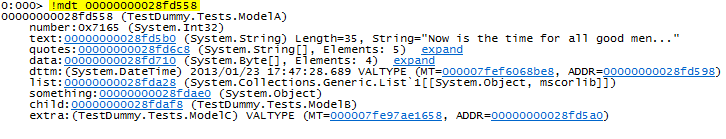 0:000> !mdt 00000000028fd558
00000000028fd558 (TestDummy.Tests.ModelA)
number:0x7165 (System.Int32)
text:00000000028fd5b0 (System.String) Length=35, String="Now is the time for all good men..."
quotes:00000000028fd6c8 (System.String[], Elements: 5) expand
data:00000000028fd710 (System.Byte[], Elements: 4) expand
dttm:(System.DateTime) 2013/01/23 17:47:28.689 VALTYPE (MT=000007fef6068be8, ADDR=00000000028fd598)
list:00000000028fda28 (System.Collections.Generic.List`1[[System.Object, mscorlib]])
something:00000000028fdae0 (System.Object)
child:00000000028fdaf8 (TestDummy.Tests.ModelB)
extra:(TestDummy.Tests.ModelC) VALTYPE (MT=000007fe97ae1658, ADDR=00000000028fd5a0)